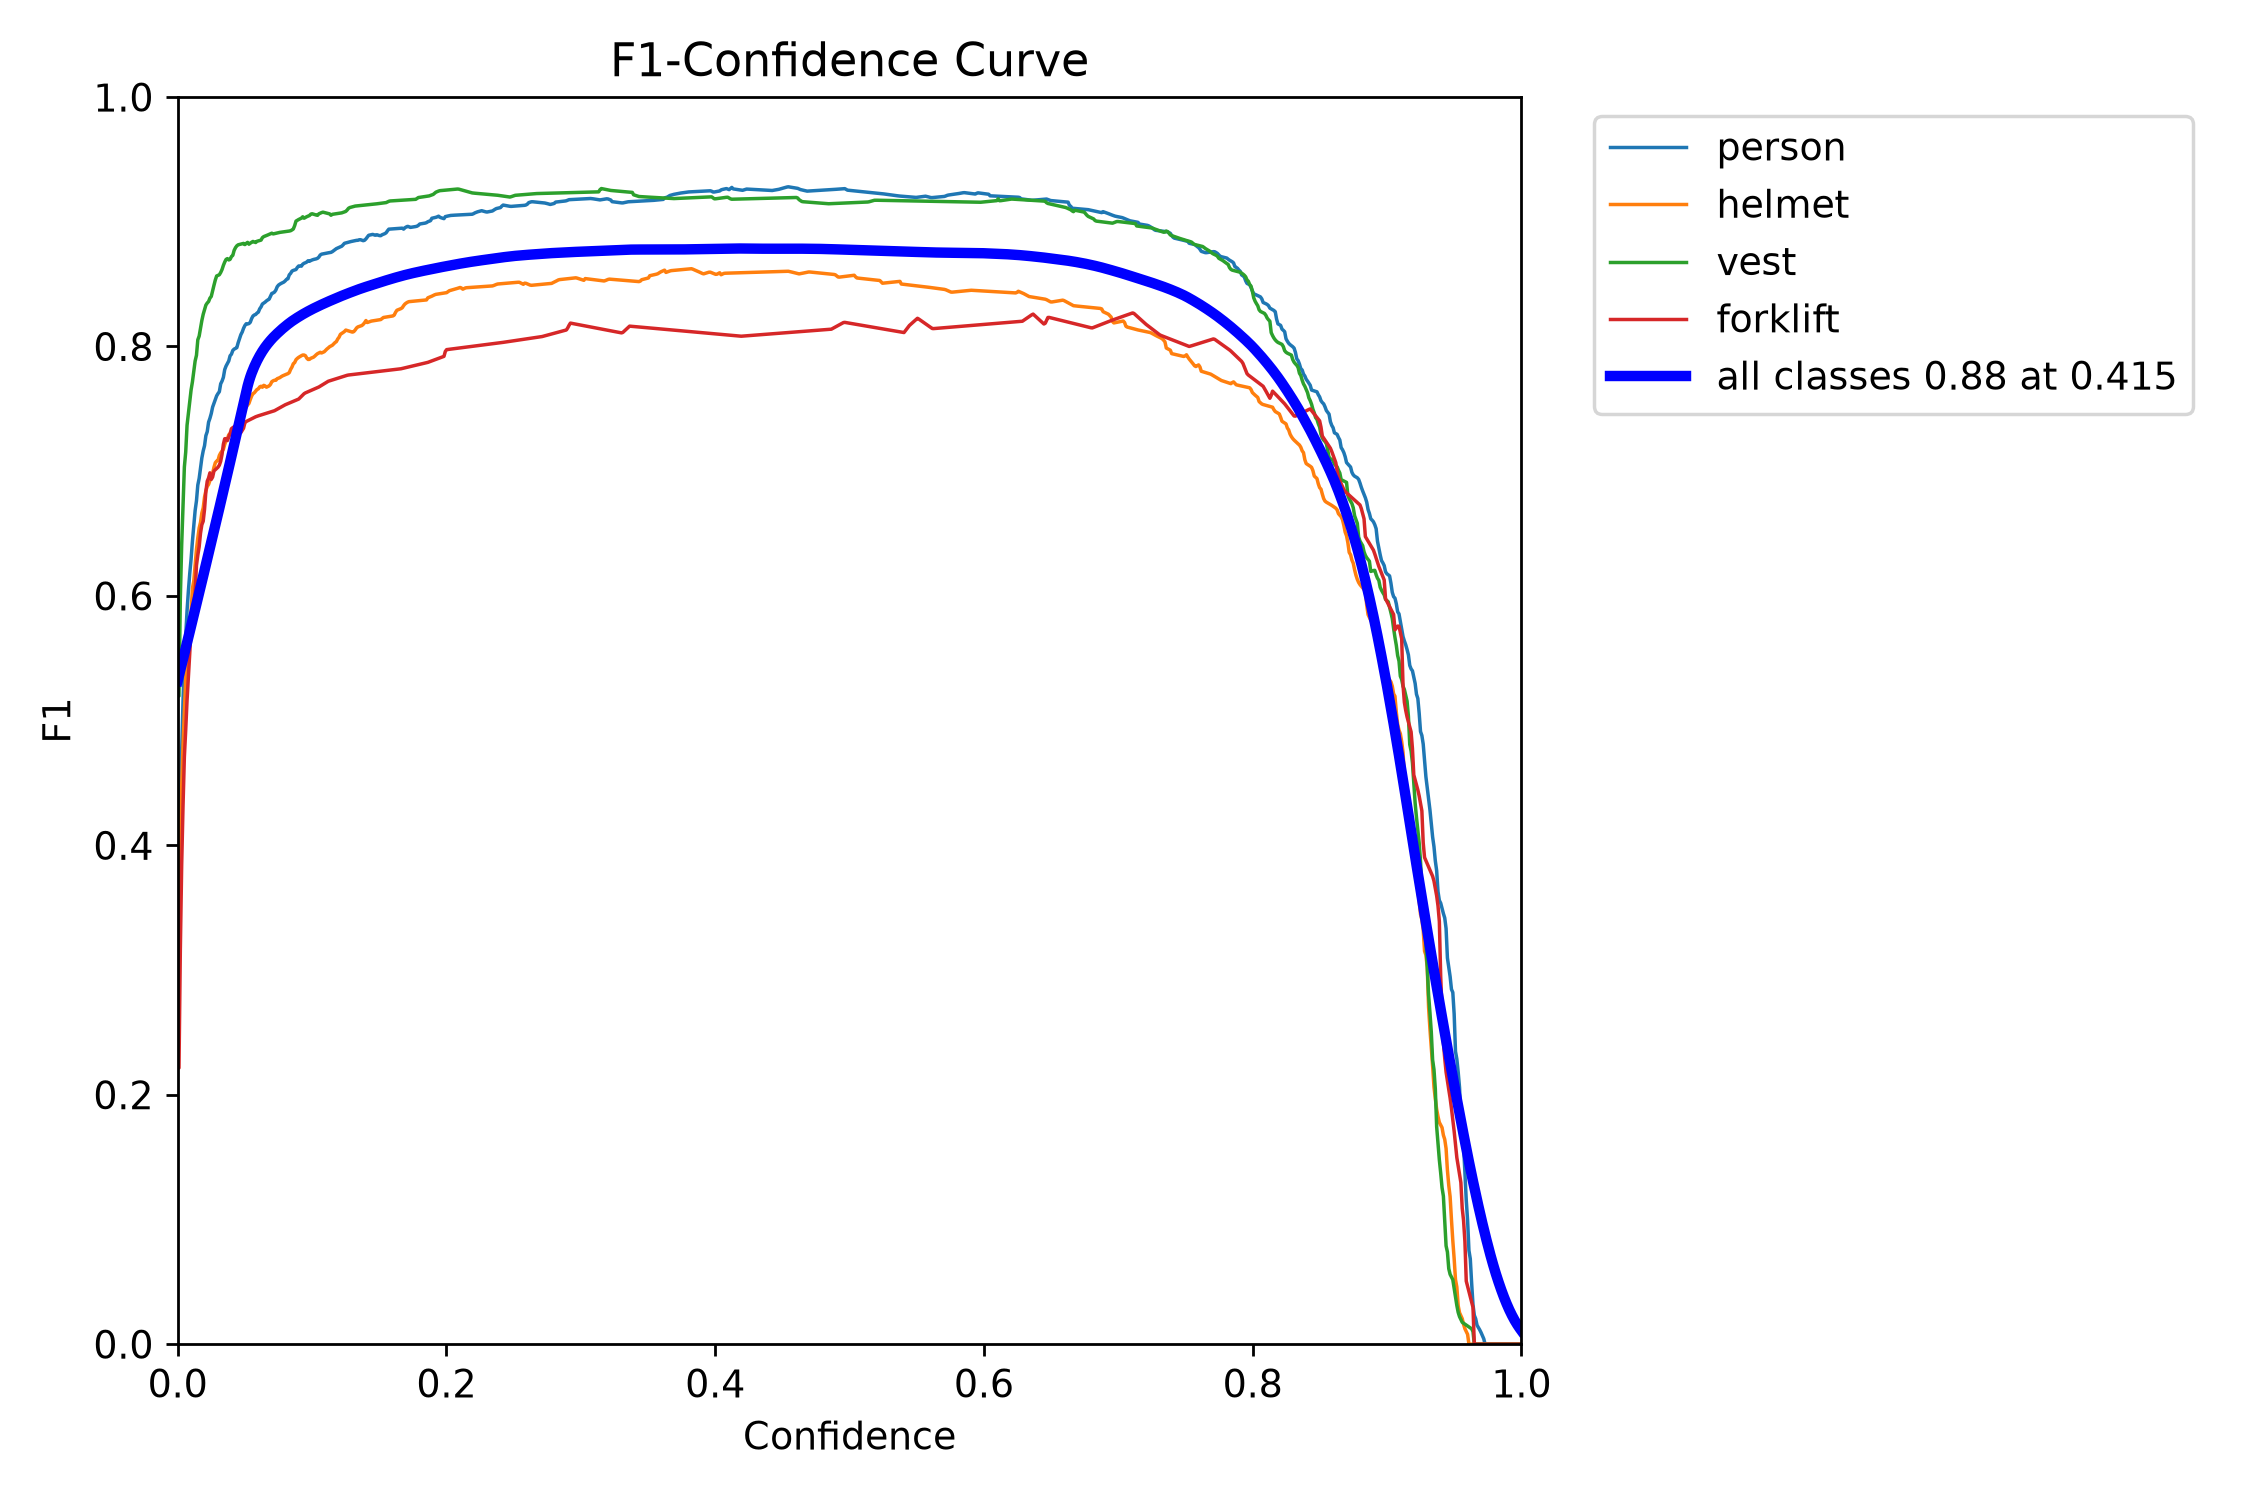 F1-Confidence Curve
1.0
0.8
0.6
0.4
0.2
0.0
F1
0.0 0.2 0.4 0.6 0.8 1.0
Confidence
person
helmet
vest
forklift
all classes 0.88 at 0.415